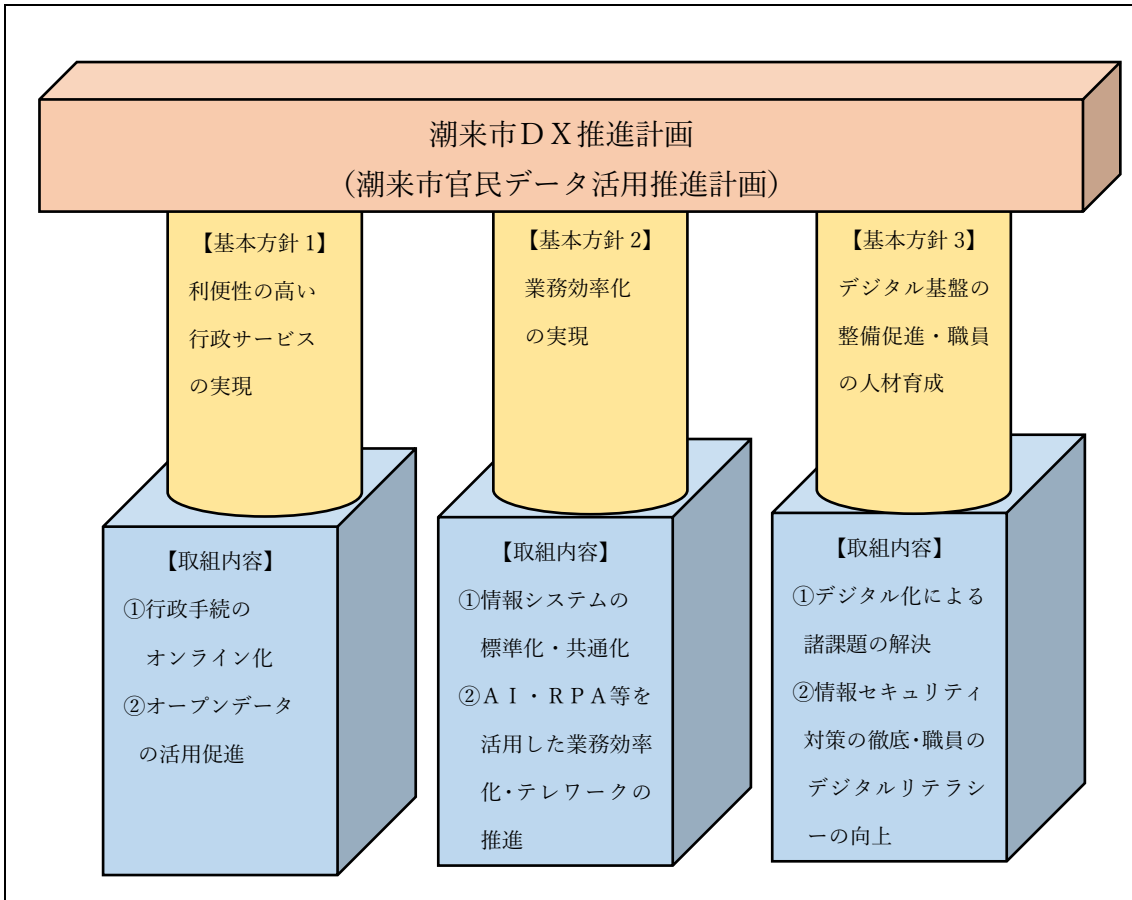 潮来市ＤＸ推進計画
（潮来市官民データ活用推進計画）
【基本方針1】
利便性の高い
行政サービス
の実現
【基本方針2】
業務効率化
の実現
【基本方針3】
デジタル基盤の
整備促進・職員
の人材育成
【取組内容】
①行政手続の
オンライン化
②オープンデータ
の活用促進
【取組内容】
①情報システムの
標準化・共通化
②ＡＩ・ＲＰＡ等を
活用した業務効率
化・テレワークの
推進
【取組内容】
①デジタル化による
諸課題の解決
②情報セキュリティ
対策の徹底・職員の
デジタルリテラシ
ーの向上